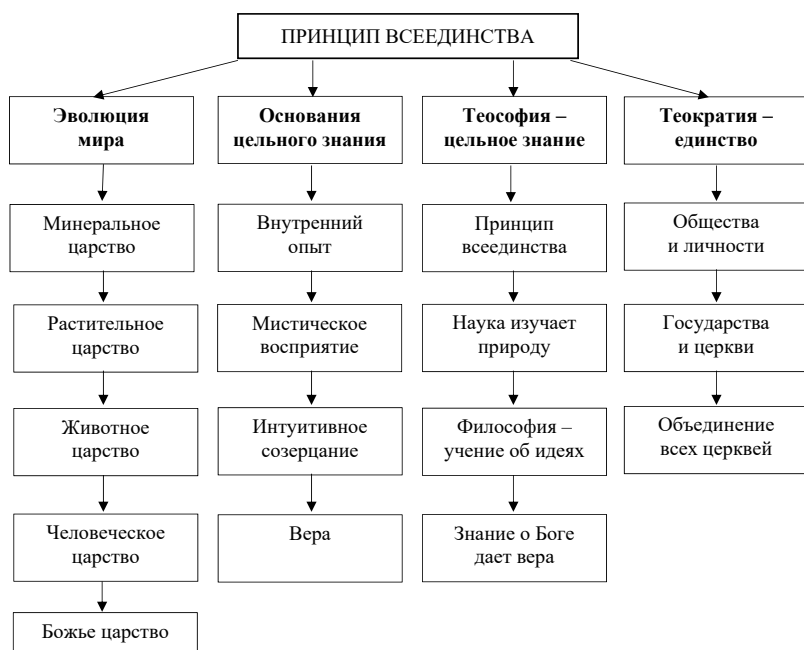 ПРИНЦИП ВСЕЕДИНСТВА
Эволюция
мира
Основания
цельного знания
Теософия –
цельное знание
Теократия –
единство
Минеральное
царство
Внутренний
опыт
Принцип
всеединства
Общества
и личности
Растительное
царство
Мистическое
восприятие
Наука изучает
природу
Государства
и церкви
Животное
царство
Интуитивное
созерцание
Философия –
учение об идеях
Объединение
всех церквей
Человеческое
царство
Вера
Знание о Боге
дает вера
Божье царство